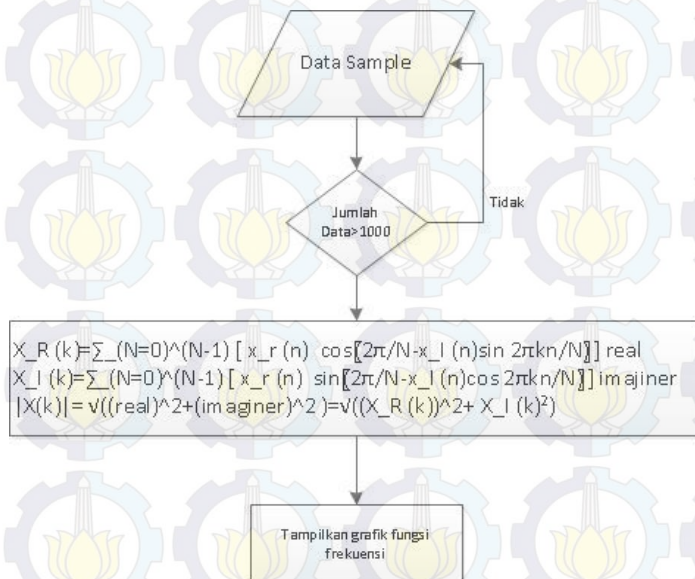 Data Sample
Tidak
Jumlah
Data>1000
X_R (k)=∑_(N=0)^(N-1) [ x_r (n)  cos〖2π/N-x_I (n)sin 2πkn/N〗] real
X_I (k)=∑_(N=0)^(N-1) [ x_r (n)  sin〖2π/N-x_I (n)cos 2πkn/N〗] imajiner
|X(k)| = √((real)^2+(imaginer)^2 )=√((X_R (k))^2+ X_I (k)²)
Tampilkan grafik fungsi
frekuensi